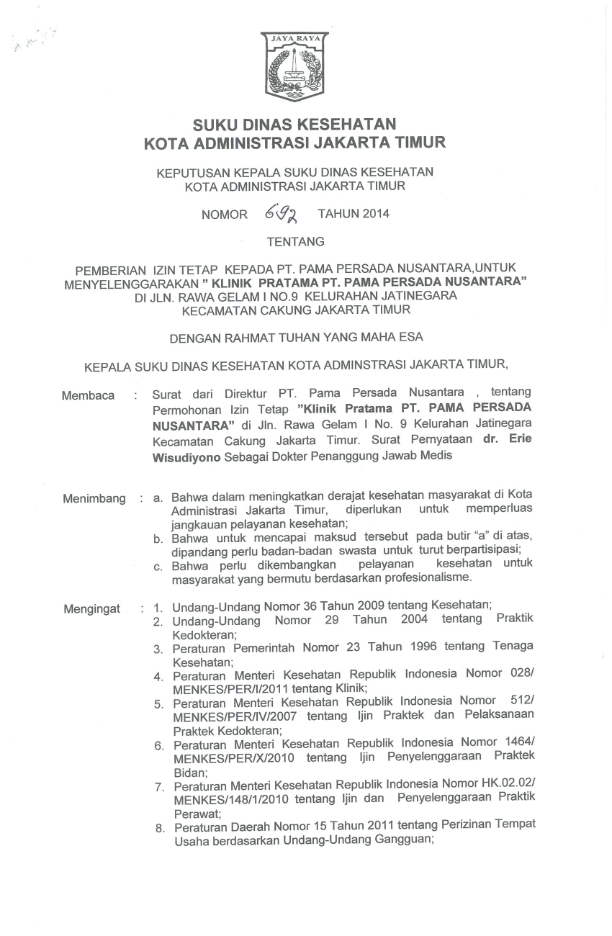 JAYA RAYA
SUKU DINAS KESEHATAN
KOTA ADMINISTRASI JAKARTA TIMUR
KEPUTUSAN KEPALA SUKU DINAS KESEHATAN
KOTA ADMINISTRASI JAKARTA TIMUR
NOMOR 692 TAHUN 2014
TENTANG
PEMBERIAN IZIN TETAP KEPADA PT. PAMA PERSADA NUSANTARA,UNTUK
MENYELENGGARAKAN " KLINIK PRATAMA PT. PAMA PERSADA NUSANTARA"
DI JLN. RAWA GELAM I NO.9 KELURAHAN JATINEGARA
KECAMATAN CAKUNG JAKARTA TIMUR
DENGAN RAHMAT TUHAN YANG MAHA ESA
KEPALA SUKU DINAS KESEHATAN KOTA ADMINSTRASI JAKARTA TIMUR,
Membaca : Surat dari Direktur PT. Pama Persada Nusantara , tentang
Permohonan Izin Tetap "Klinik Pratama PT. PAMA PERSADA
NUSANTARA" di Jln. Rawa Gelam I No. 9 Kelurahan Jatinegara
Kecamatan Cakung Jakarta Timur. Surat Pernyataan dr. Erie
Wisudiyono Sebagai Dokter Penanggung Jawab Medis
Menimbang : a. Bahwa dalam meningkatkan derajat kesehatan masyarakat di Kota
Administrasi Jakarta Timur, diperlukan untuk memperluas
jangkauan pelayanan kesehatan;
b. Bahwa untuk mencapai maksud tersebut pada butir "a" di atas,
dipandang perlu badan-badan swasta untuk turut berpartisipasi;
c. Bahwa perlu dikembangkan pelayanan kesehatan untuk
masyarakat yang bermutu berdasarkan profesionalisme.
Mengingat : 1. Undang-Undang Nomor 36 Tahun 2009 tentang Kesehatan;
2. Undang-Undang Nomor 29 Tahun 2004 tentang Praktik
Kedokteran;
3. Peraturan Pemerintah Nomor 23 Tahun 1996 tentang Tenaga
Kesehatan;
4. Peraturan Menteri Kesehatan Republik Indonesia Nomor 028/
MENKES/PER/I/2011 tentang Klinik;
5. Peraturan Menteri Kesehatan Republik Indonesia Nomor 512/
MENKES/PER/IV/2007 tentang Ijin Praktek dan Pelaksanaan
Praktek Kedokteran;
6. Peraturan Menteri Kesehatan Republik Indonesia Nomor 1464/
MENKES/PER/X/2010 tentang Ijin Penyelenggaraan Praktek
Bidan;
7. Peraturan Menteri Kesehatan Republik Indonesia Nomor HK.02.02/
MENKES/148/1/2010 tentang Ijin dan Penyelenggaraan Praktik
Perawat;
8. Peraturan Daerah Nomor 15 Tahun 2011 tentang Perizinan Tempat
Usaha berdasarkan Undang-Undang Gangguan;